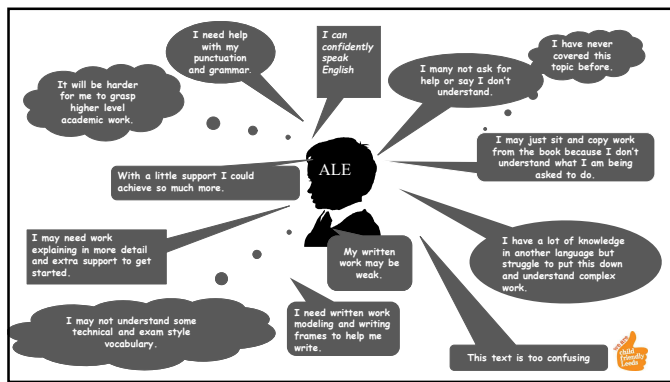 I need help
with my
punctuation
and grammar.
I can
confidently
speak
English
I many not ask for
help or say I don't
understand.
I have never
covered this
topic before.
It will be harder
for me to grasp
higher level
academic work.
I may just sit and copy work
from the book because I don't
understand what I am being
asked to do.
ALE
With a little support I could
achieve so much more.
I may need work
explaining in more detail
and extra support to get
started.
My written
work may be
weak.
I have a lot of knowledge
in another language but
struggle to put this down
and understand complex
work.
I may not understand some
technical and exam style
vocabulary.
I need written work
modeling and writing
frames to help me
write.
This text is too confusing
child
friendly
Leeds